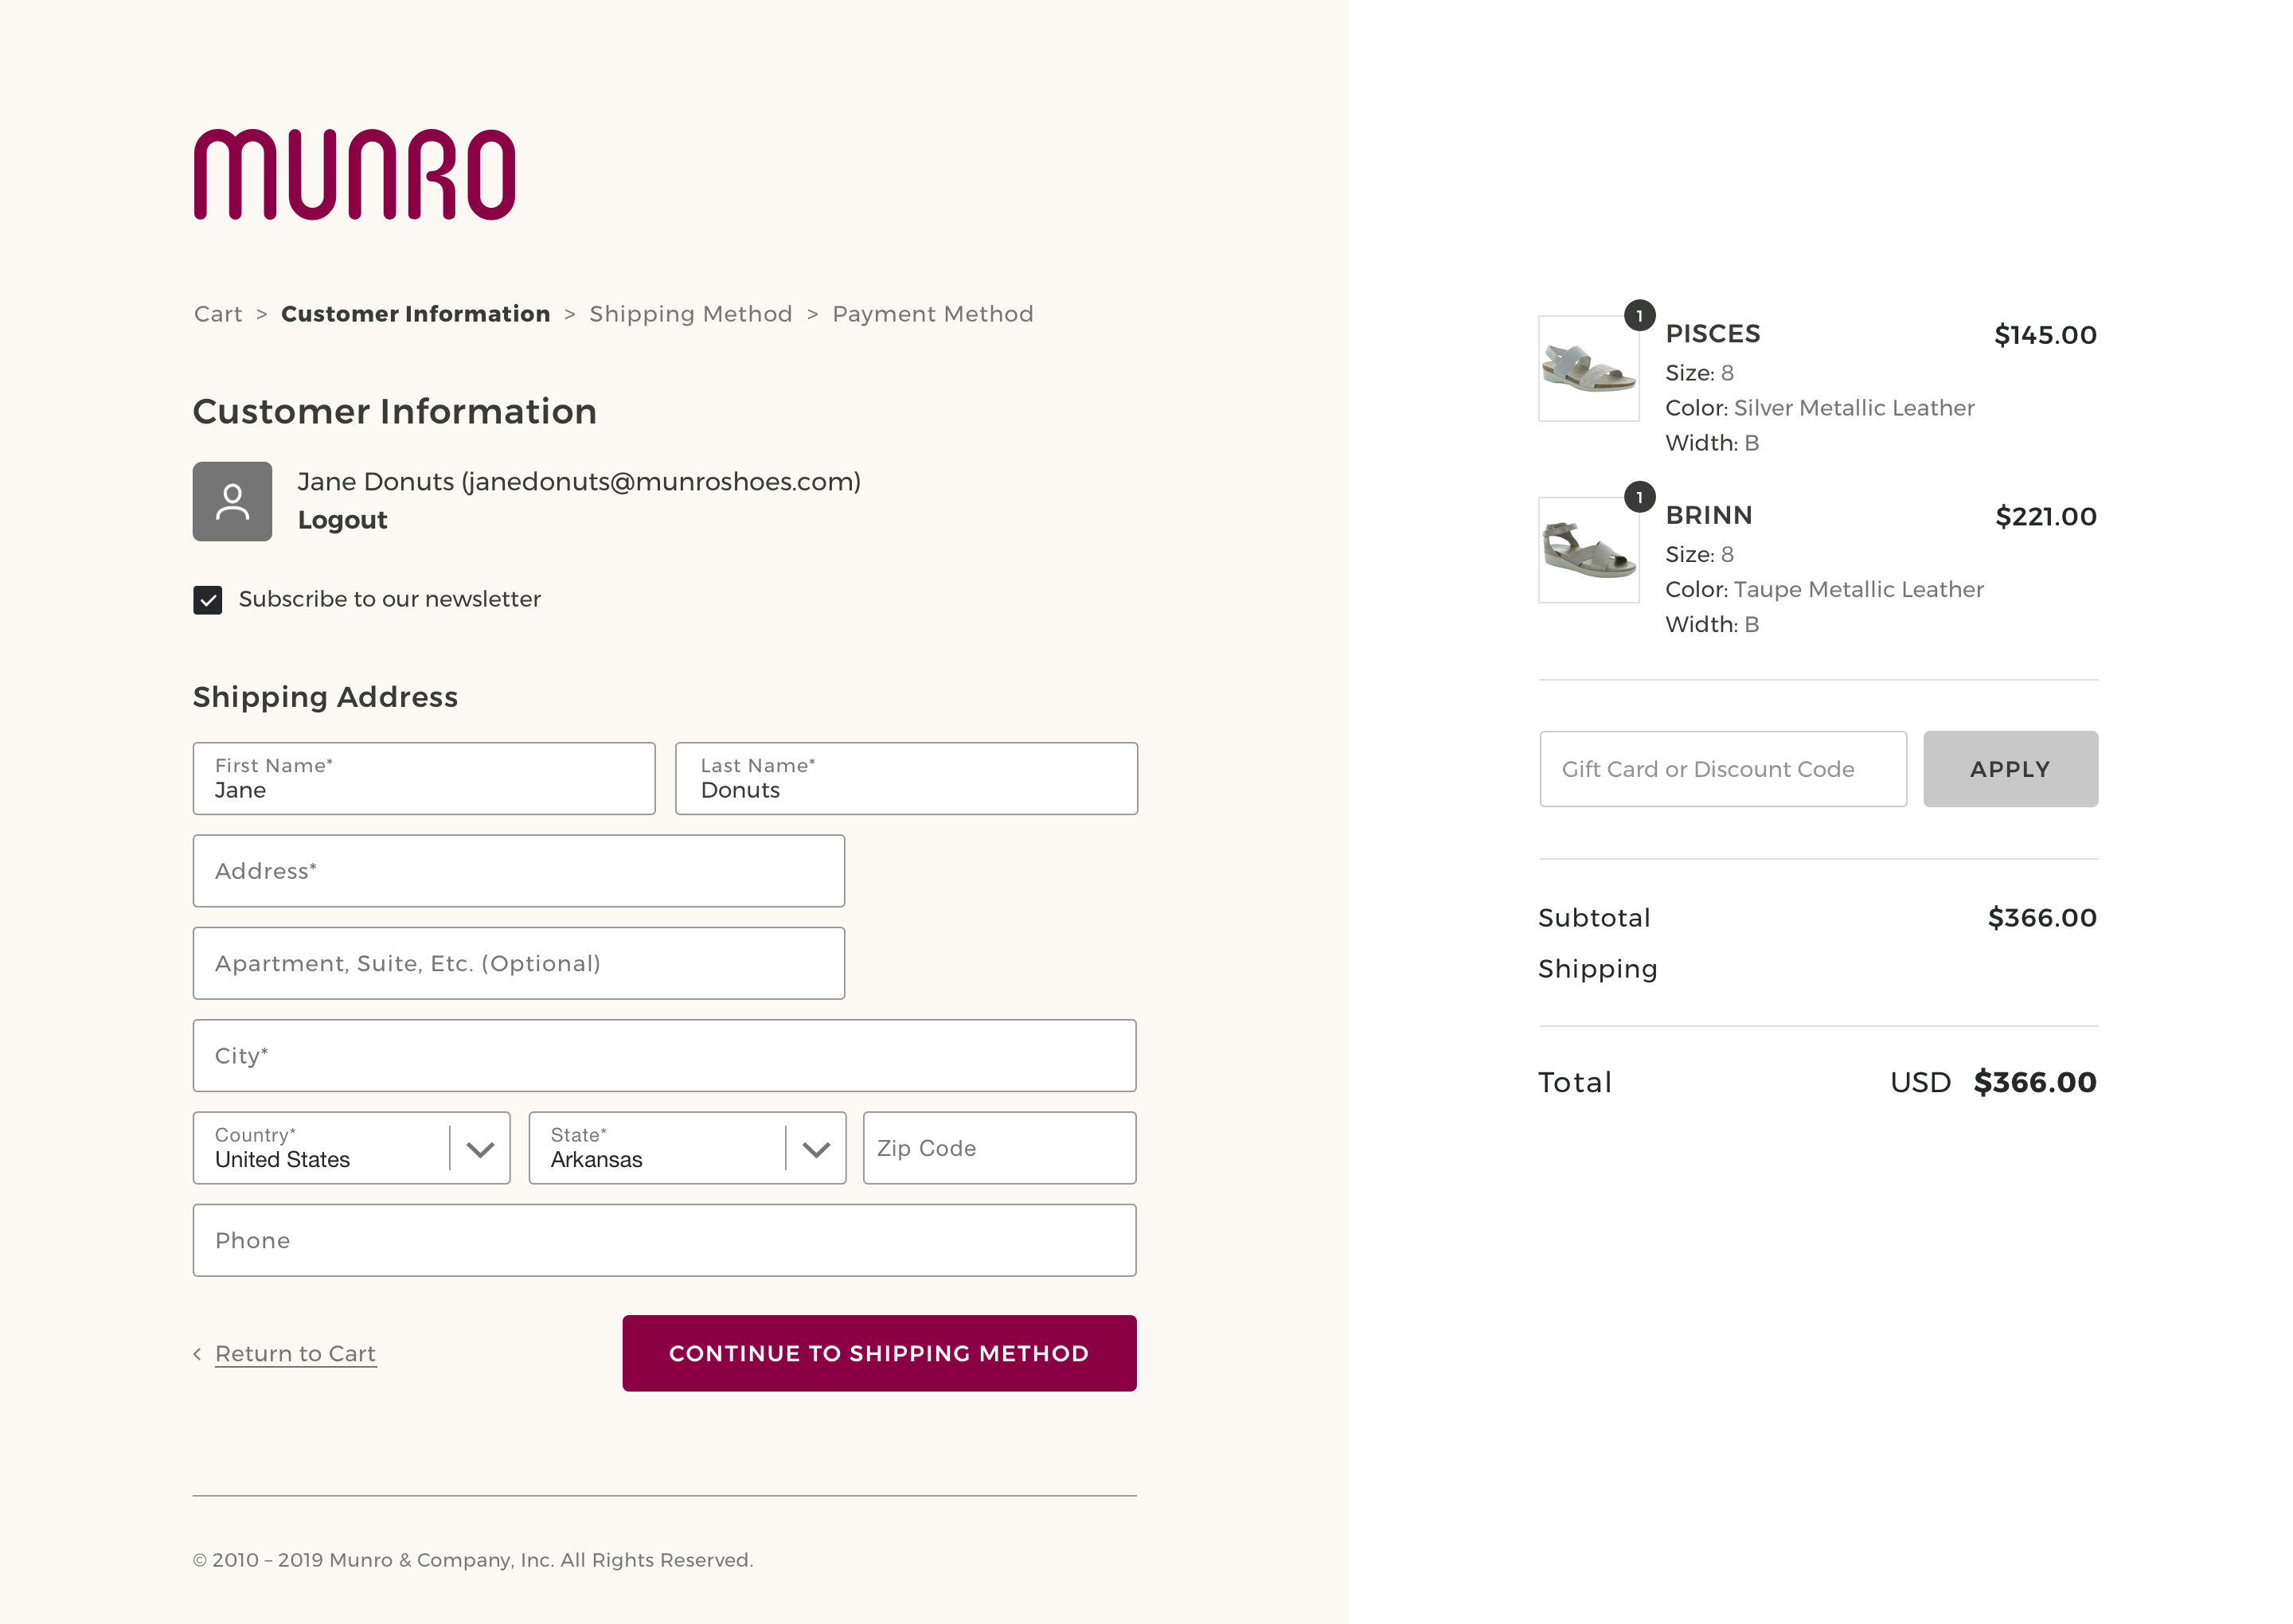 MUNRO
Cart > Customer Information > Shipping Method > Payment Method
Customer Information
Jane Donuts (janedonuts@munroshoes.com)
Logout
Subscribe to our newsletter
Shipping Address
First Name*
Jane
Last Name*
Donuts
Address*
Apartment, Suite, Etc. (Optional)
City*
Country*
United States
State*
Arkansas
Zip Code
Phone
< Return to Cart
CONTINUE TO SHIPPING METHOD
© 2010 – 2019 Munro & Company, Inc. All Rights Reserved.
1
PISCES $145.00
Size: 8
Color: Silver Metallic Leather
Width: B
1
BRINN $221.00
Size: 8
Color: Taupe Metallic Leather
Width: B
Gift Card or Discount Code
APPLY
Subtotal $366.00
Shipping
Total USD $366.00